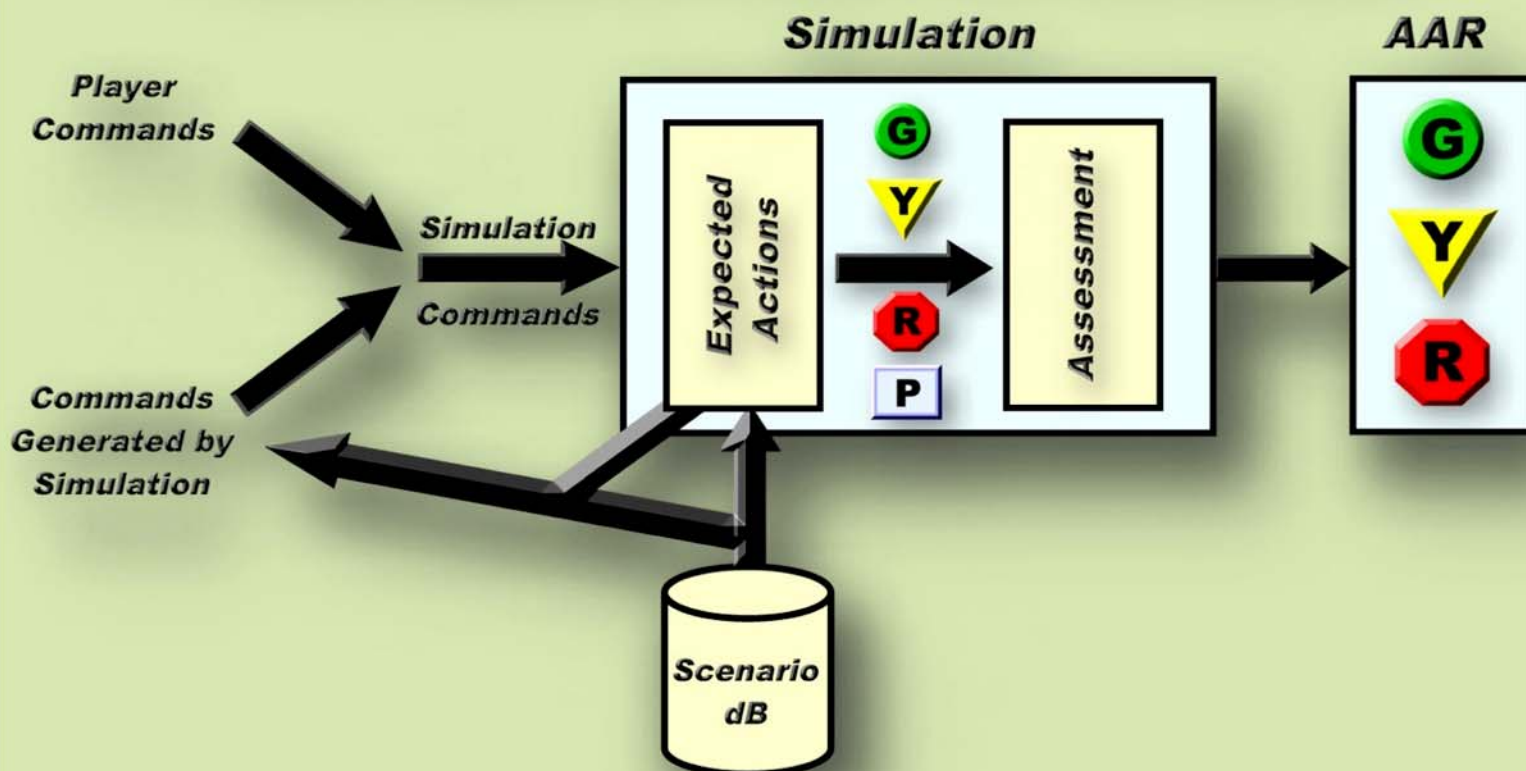 Simulation
AAR
Player
Commands
Simulation
Commands
Commands
Generated by
Simulation
Expected
Actions
G
Y
R
P
Assessment
G
Y
R
Scenario
dB